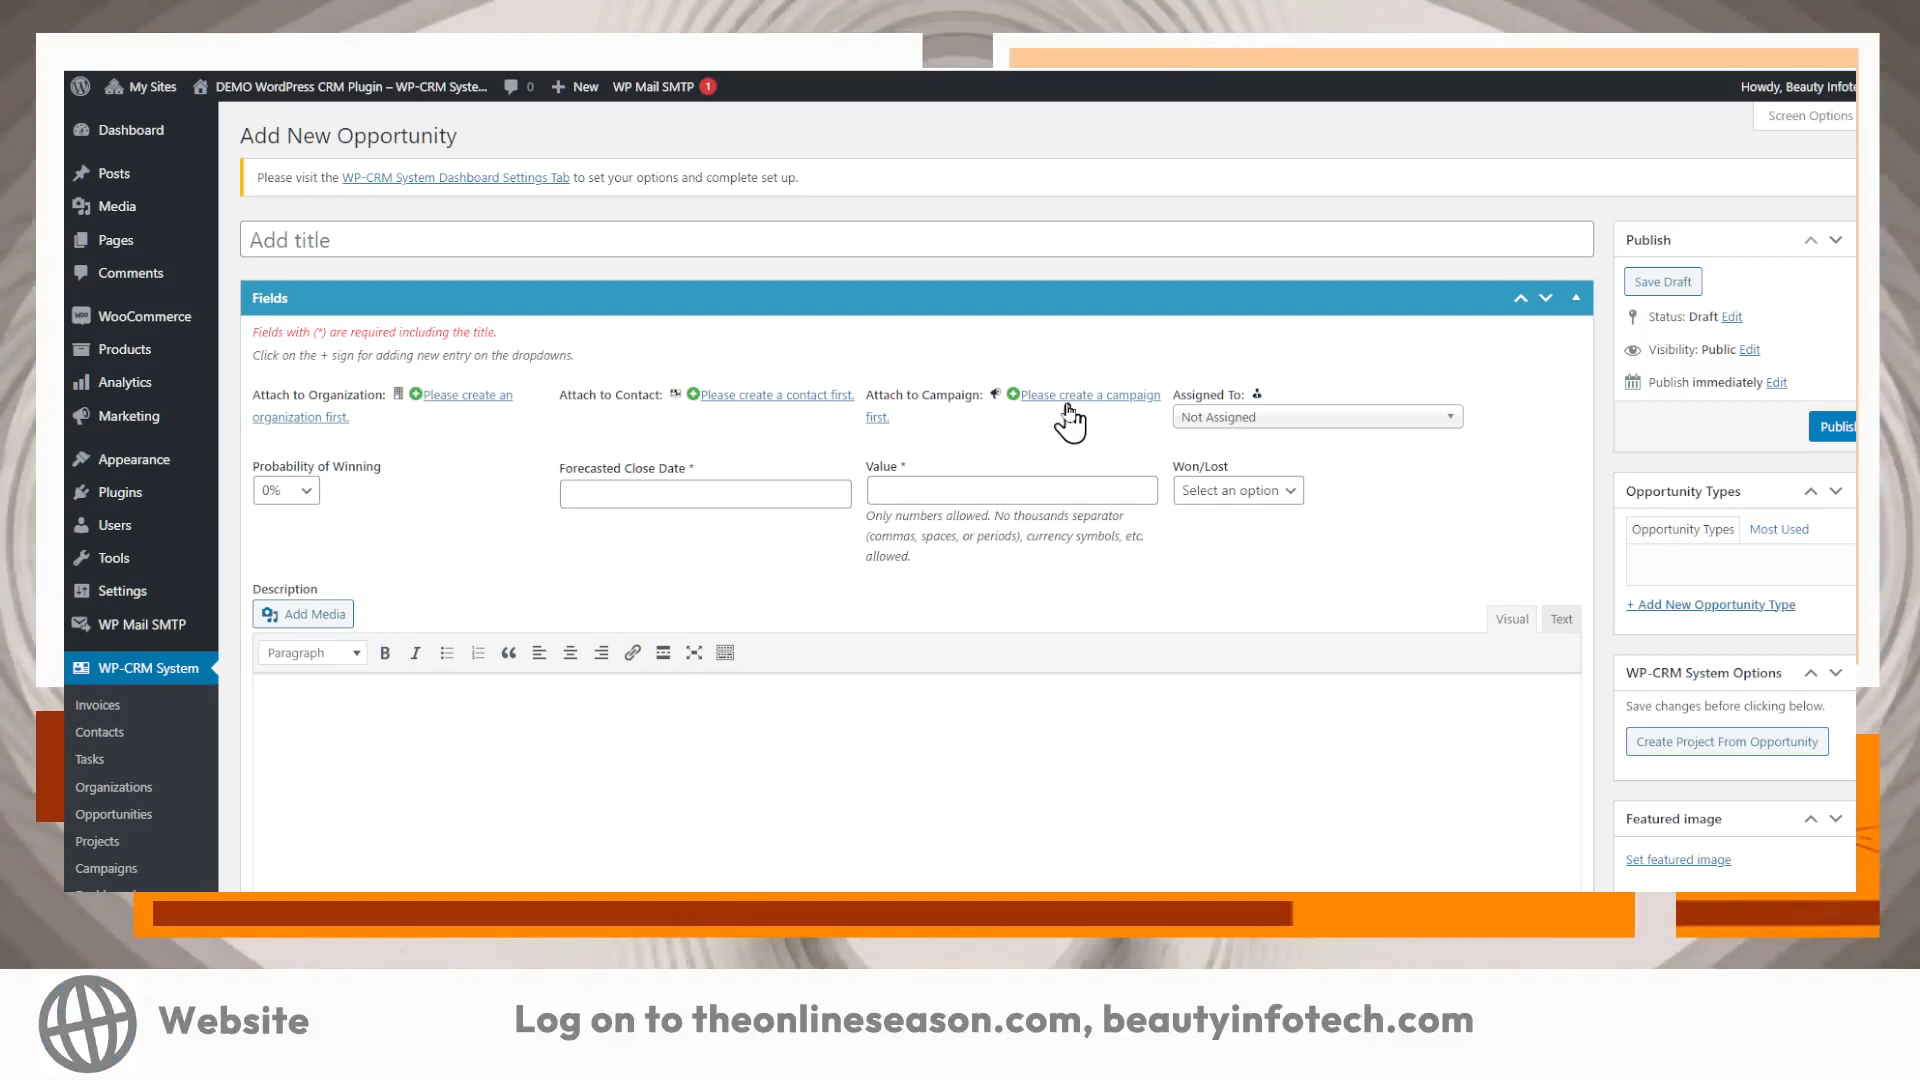 My Sites DEMO WordPress CRM Plugin – WP-CRM Syste... 0 New WP Mail SMTP 1
Howdy, Beauty Infote
Screen Options
Dashboard
Posts
Media
Pages
Comments
WooCommerce
Products
Analytics
Marketing
Appearance
Plugins
Users
Tools
Settings
WP Mail SMTP
WP-CRM System
Invoices
Contacts
Tasks
Organizations
Opportunities
Projects
Campaigns
Add New Opportunity
Please visit the WP-CRM System Dashboard Settings Tab to set your options and complete set up.
Add title
Fields
Fields with (*) are required including the title.
Click on the + sign for adding new entry on the dropdowns.
Attach to Organization: Please create an
organization first.
Attach to Contact: Please create a contact first.
Attach to Campaign: Please create a campaign
first.
Assigned To:
Not Assigned
Probability of Winning
0%
Forecasted Close Date *
Value *
Only numbers allowed. No thousands separator
(commas, spaces, or periods), currency symbols, etc.
allowed.
Won/Lost
Select an option
Description
Add Media
Visual Text
Paragraph
Publish
Save Draft
Status: Draft Edit
Visibility: Public Edit
Publish immediately Edit
Publish
Opportunity Types
Opportunity Types Most Used
+ Add New Opportunity Type
WP-CRM System Options
Save changes before clicking below.
Create Project From Opportunity
Featured image
Set featured image
Website
Log on to theonlineseason.com, beautyinfotech.com